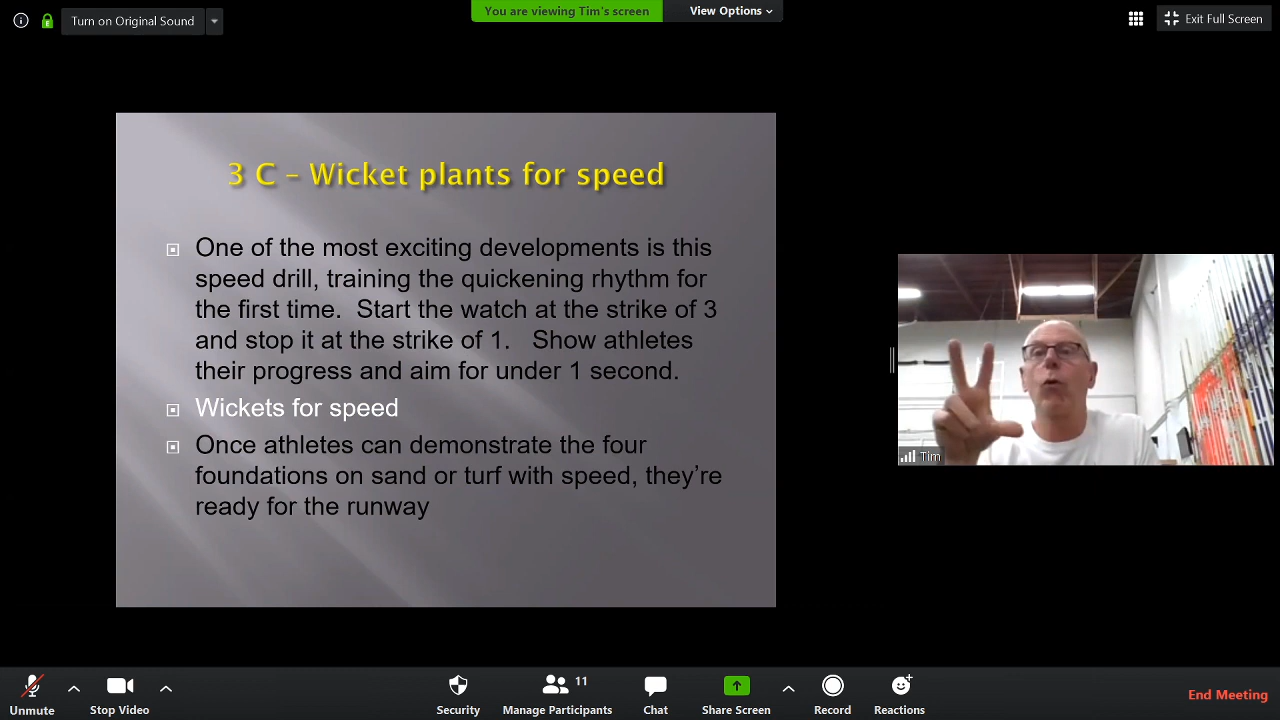 Turn on Original Sound
You are viewing Tim's screen
View Options
Exit Full Screen
3 C – Wicket plants for speed
One of the most exciting developments is this
speed drill, training the quickening rhythm for
the first time. Start the watch at the strike of 3
and stop it at the strike of 1. Show athletes
their progress and aim for under 1 second.
Wickets for speed
Once athletes can demonstrate the four
foundations on sand or turf with speed, they're
ready for the runway
Tim
Unmute
Stop Video
Security
11
Manage Participants
Chat
Share Screen
Record
Reactions
End Meeting